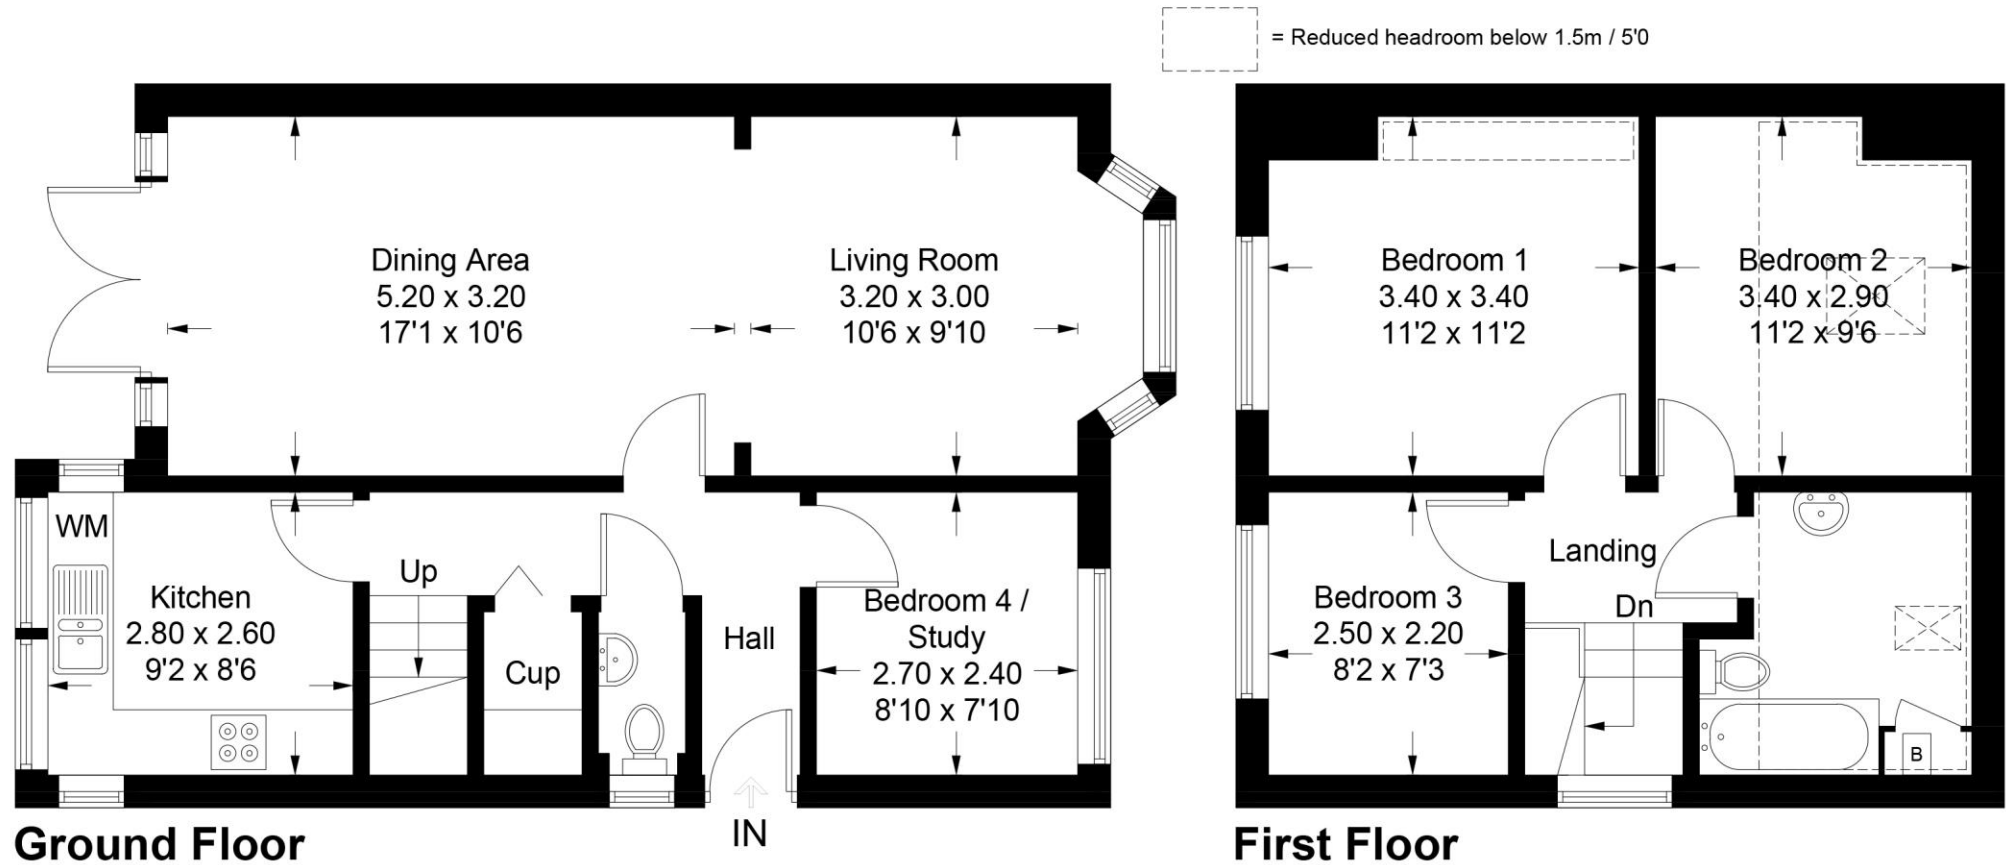 = Reduced headroom below 1.5m / 5'0
Dining Area
5.20 x 3.20
17'1 x 10'6
Living Room
3.20 x 3.00
10'6 x 9'10
WM
Kitchen
2.80 x 2.60
9'2 x 8'6
Up
Cup
Hall
Bedroom 4 /
Study
2.70 x 2.40
8'10 x 7'10
IN
Ground Floor
Bedroom 1
3.40 x 3.40
11'2 x 11'2
Bedroom 2
3.40 x 2.90
11'2 x 9'6
Bedroom 3
2.50 x 2.20
8'2 x 7'3
Landing
Dn
B
First Floor